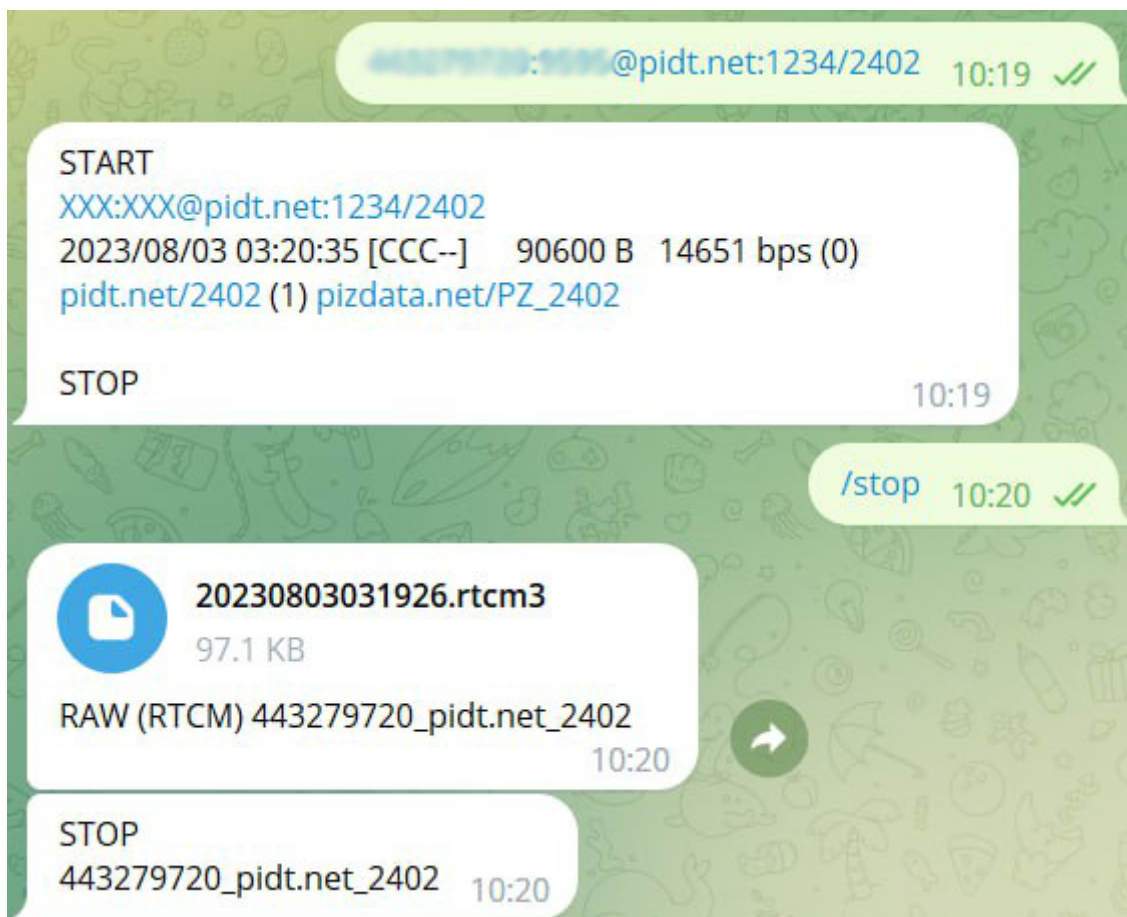 @pidt.net:1234/2402 10:19
START
XXX:XXX@pidt.net:1234/2402
2023/08/03 03:20:35 [CCC--] 90600 B 14651 bps (0)
pidt.net/2402 (1) pizdata.net/PZ_2402
STOP
10:19
/stop 10:20
20230803031926.rtcm3
97.1 KB
RAW (RTCM) 443279720_pidt.net_2402
10:20
STOP
443279720_pidt.net_2402 10:20